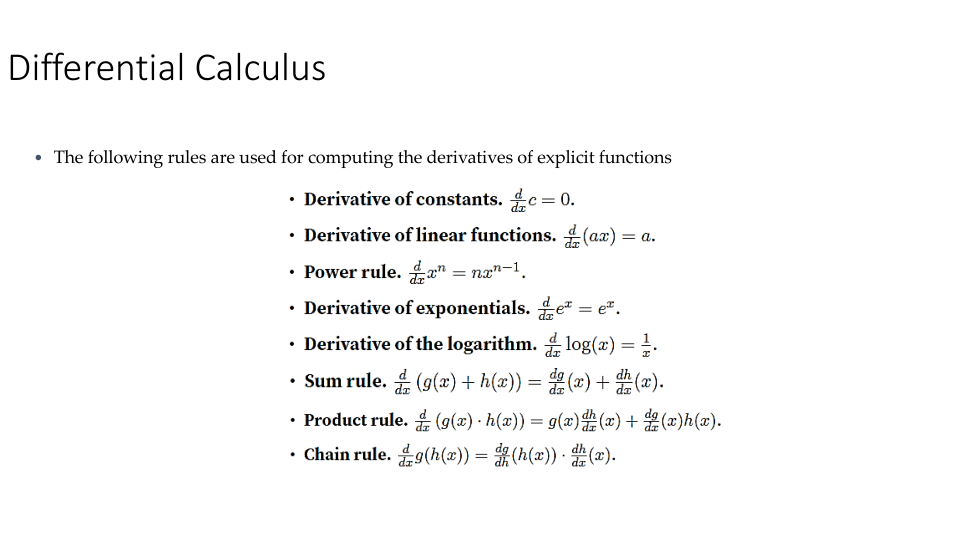 Differential Calculus
• The following rules are used for computing the derivatives of explicit functions
• Derivative of constants. $\frac{d}{dx}c = 0.$
• Derivative of linear functions. $\frac{d}{dx}(ax) = a.$
• Power rule. $\frac{d}{dx}x^n = nx^{n-1}.$
• Derivative of exponentials. $\frac{d}{dx}e^x = e^x.$
• Derivative of the logarithm. $\frac{d}{dx}\log(x) = \frac{1}{x}.$
• Sum rule. $\frac{d}{dx}(g(x) + h(x)) = \frac{dg}{dx}(x) + \frac{dh}{dx}(x).$
• Product rule. $\frac{d}{dx}(g(x) \cdot h(x)) = g(x)\frac{dh}{dx}(x) + \frac{dg}{dx}(x)h(x).$
• Chain rule. $\frac{d}{dx}g(h(x)) = \frac{dg}{dh}(h(x)) \cdot \frac{dh}{dx}(x).$